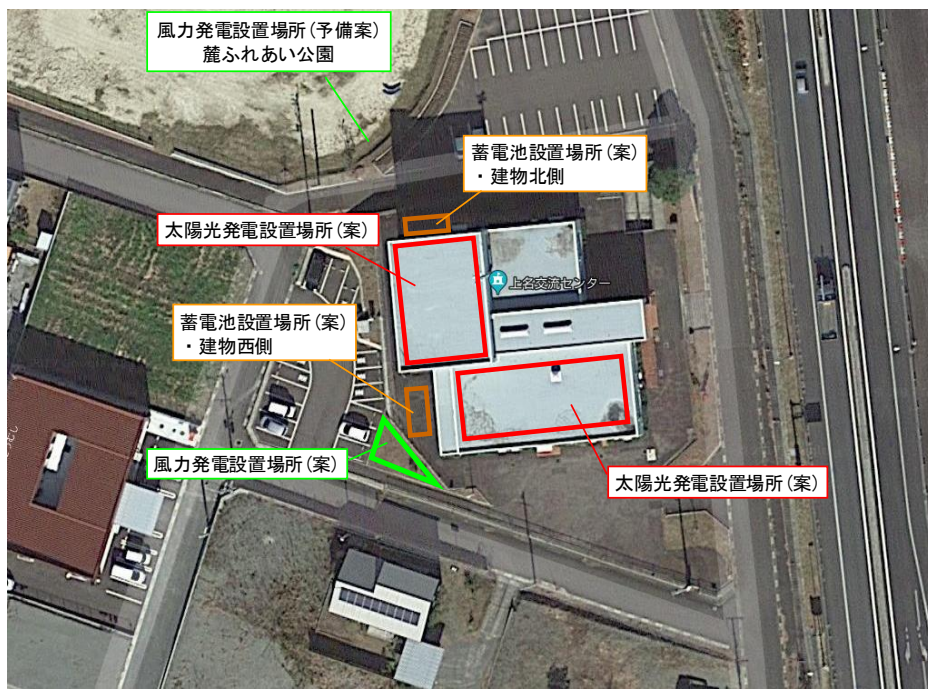 風力発電設置場所(予備案)
麓ふれあい公園
蓄電池設置場所(案)
・建物北側
太陽光発電設置場所(案)
上名交流センター
蓄電池設置場所(案)
・建物西側
風力発電設置場所(案)
太陽光発電設置場所(案)